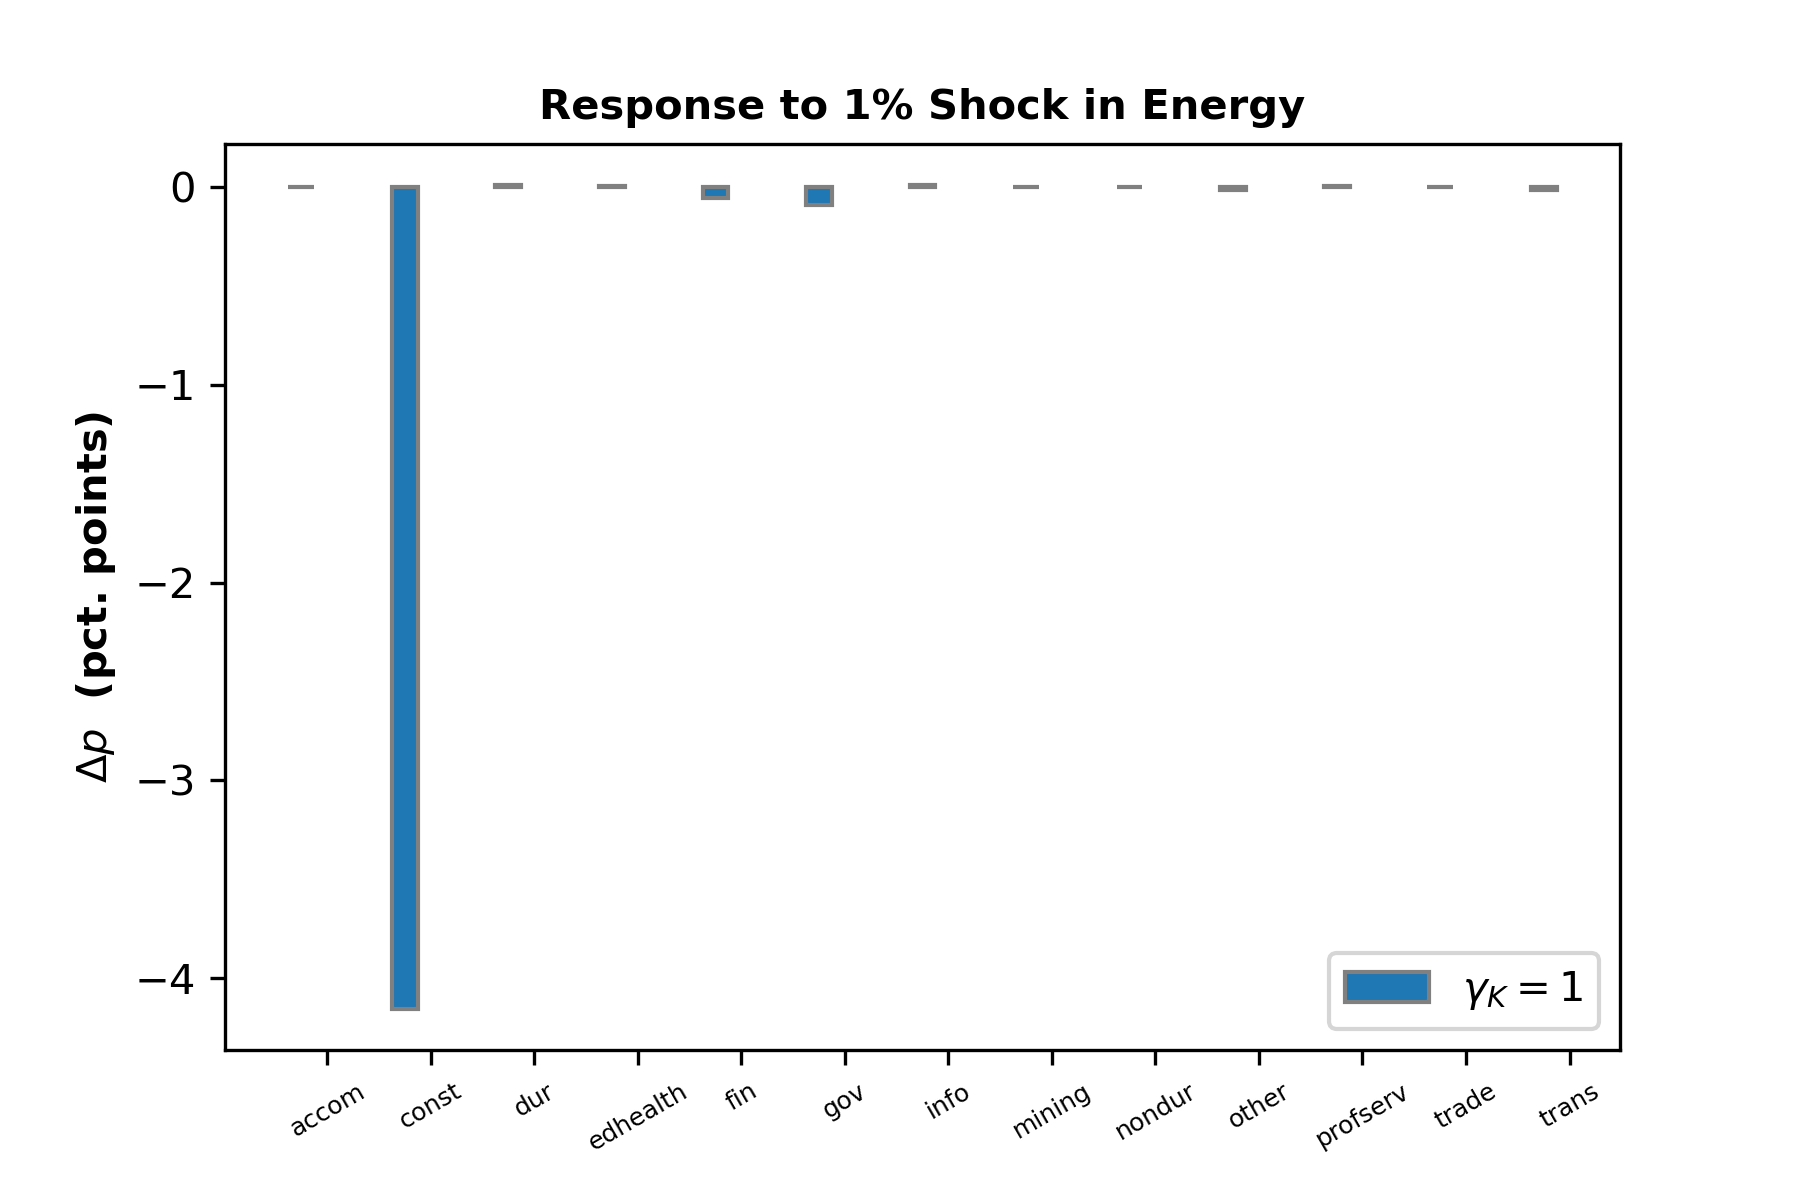 Response to 1% Shock in Energy
Δp (pct. points)
0
−1
−2
−3
−4
γK = 1
accom
const
dur
edhealth
fin
gov
info
mining
nondur
other
profserv
trade
trans